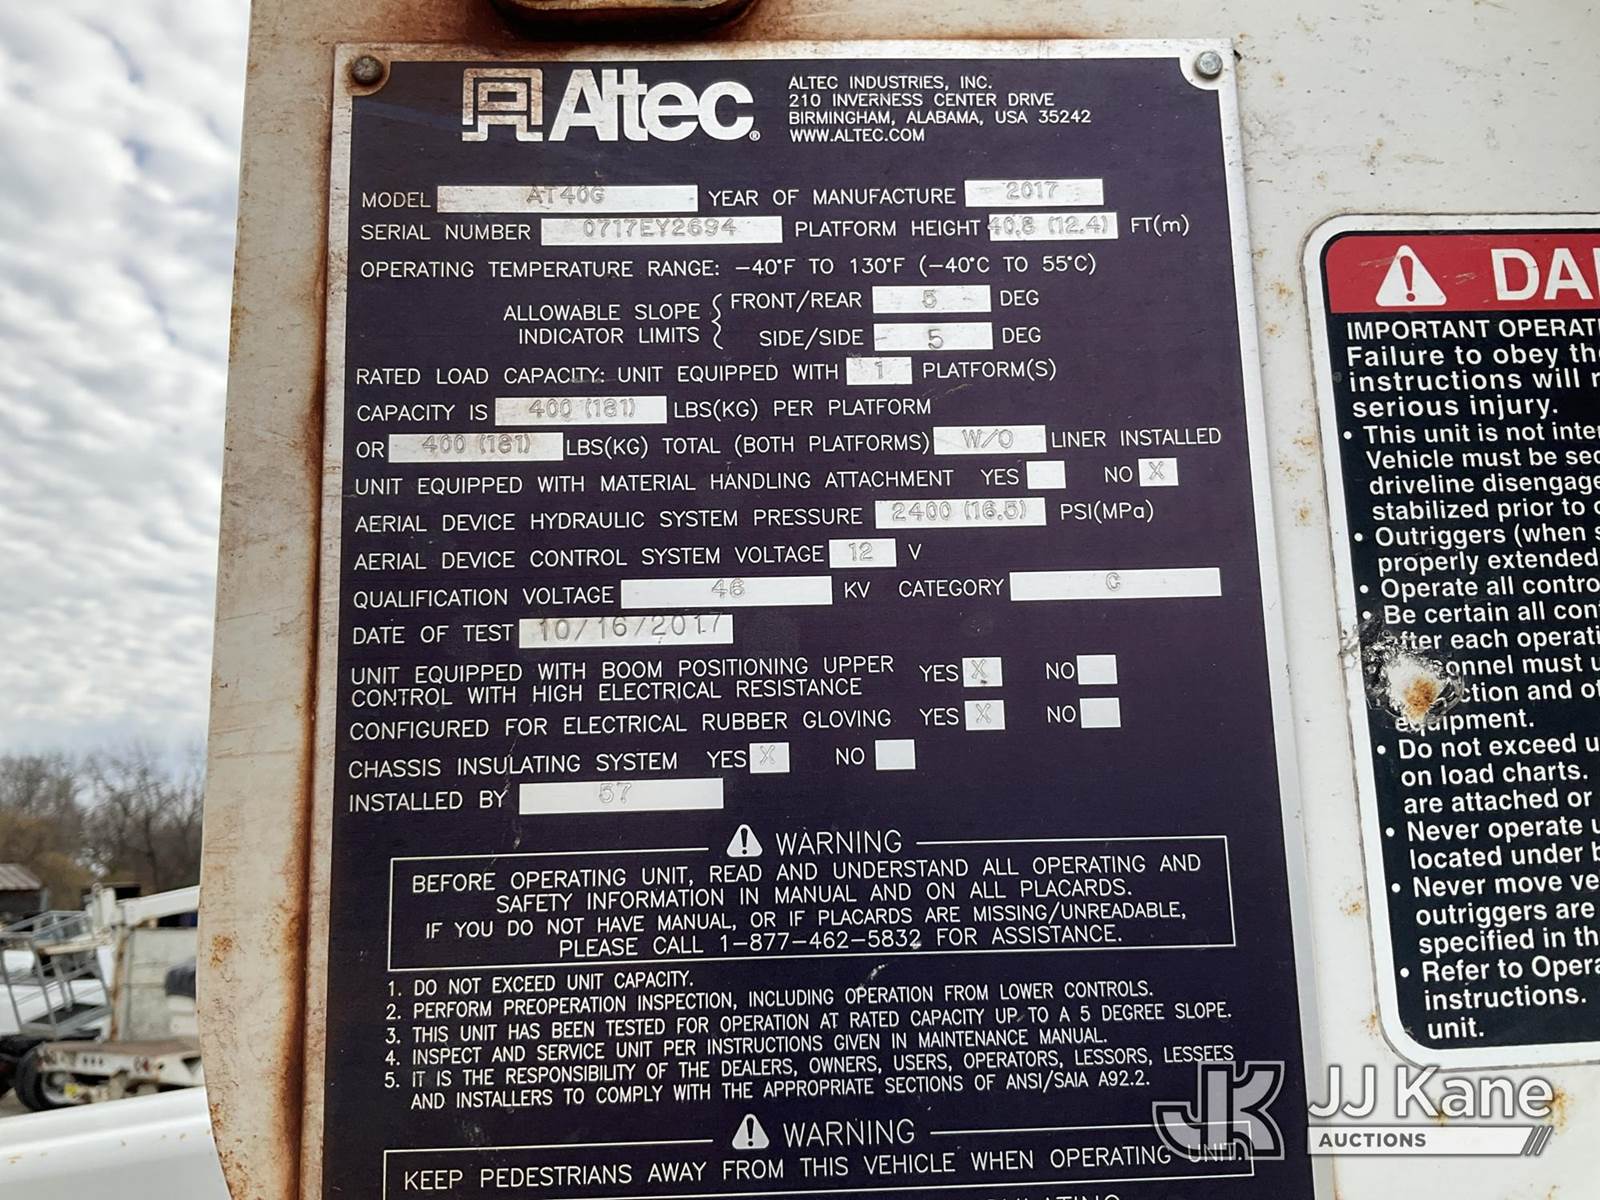 Altec®
ALTEC INDUSTRIES, INC.
210 INVERNESS CENTER DRIVE
BIRMINGHAM, ALABAMA, USA 35242
WWW.ALTEC.COM
MODEL AT40G YEAR OF MANUFACTURE 2017
SERIAL NUMBER 0717EY2694 PLATFORM HEIGHT 40.8 (12.4) FT(m)
OPERATING TEMPERATURE RANGE: -40°F TO 130°F (-40°C TO 55°C)
ALLOWABLE SLOPE INDICATOR LIMITS { FRONT/REAR 5 DEG
SIDE/SIDE 5 DEG
RATED LOAD CAPACITY: UNIT EQUIPPED WITH 1 PLATFORM(S)
CAPACITY IS 400 (181) LBS(KG) PER PLATFORM
OR 400 (181) LBS(KG) TOTAL (BOTH PLATFORMS) W/O LINER INSTALLED
UNIT EQUIPPED WITH MATERIAL HANDLING ATTACHMENT YES NO X
AERIAL DEVICE HYDRAULIC SYSTEM PRESSURE 2400 (16.5) PSI(MPa)
AERIAL DEVICE CONTROL SYSTEM VOLTAGE 12 V
QUALIFICATION VOLTAGE 46 KV CATEGORY C
DATE OF TEST 10/16/2017
UNIT EQUIPPED WITH BOOM POSITIONING UPPER
CONTROL WITH HIGH ELECTRICAL RESISTANCE YES X NO
CONFIGURED FOR ELECTRICAL RUBBER GLOVING YES X NO
CHASSIS INSULATING SYSTEM YES X NO
INSTALLED BY 57
WARNING
BEFORE OPERATING UNIT, READ AND UNDERSTAND ALL OPERATING AND
SAFETY INFORMATION IN MANUAL AND ON ALL PLACARDS.
IF YOU DO NOT HAVE MANUAL, OR IF PLACARDS ARE MISSING/UNREADABLE,
PLEASE CALL 1-877-462-5832 FOR ASSISTANCE.
1. DO NOT EXCEED UNIT CAPACITY.
2. PERFORM PREOPERATION INSPECTION, INCLUDING OPERATION FROM LOWER CONTROLS.
3. THIS UNIT HAS BEEN TESTED FOR OPERATION AT RATED CAPACITY UP TO A 5 DEGREE SLOPE.
4. INSPECT AND SERVICE UNIT PER INSTRUCTIONS GIVEN IN MAINTENANCE MANUAL.
5. IT IS THE RESPONSIBILITY OF THE DEALERS, OWNERS, USERS, OPERATORS, LESSORS, LESSEES
AND INSTALLERS TO COMPLY WITH THE APPROPRIATE SECTIONS OF ANSI/SAIA A92.2.
WARNING
KEEP PEDESTRIANS AWAY FROM THIS VEHICLE WHEN OPERATING UNIT.
DA
IMPORTANT OPERAT
Failure to obey th
instructions will r
serious injury.
• This unit is not inte
Vehicle must be se
driveline disengage
stabilized prior to
• Outriggers (when
properly extended
• Operate all contro
• Be certain all con
after each operati
onnel must u
ction and o
equipment.
• Do not exceed u
on load charts.
are attached or
• Never operate u
located under b
• Never move ve
outriggers are
specified in th
• Refer to Opera
instructions.
unit.
JK JJ Kane
AUCTIONS